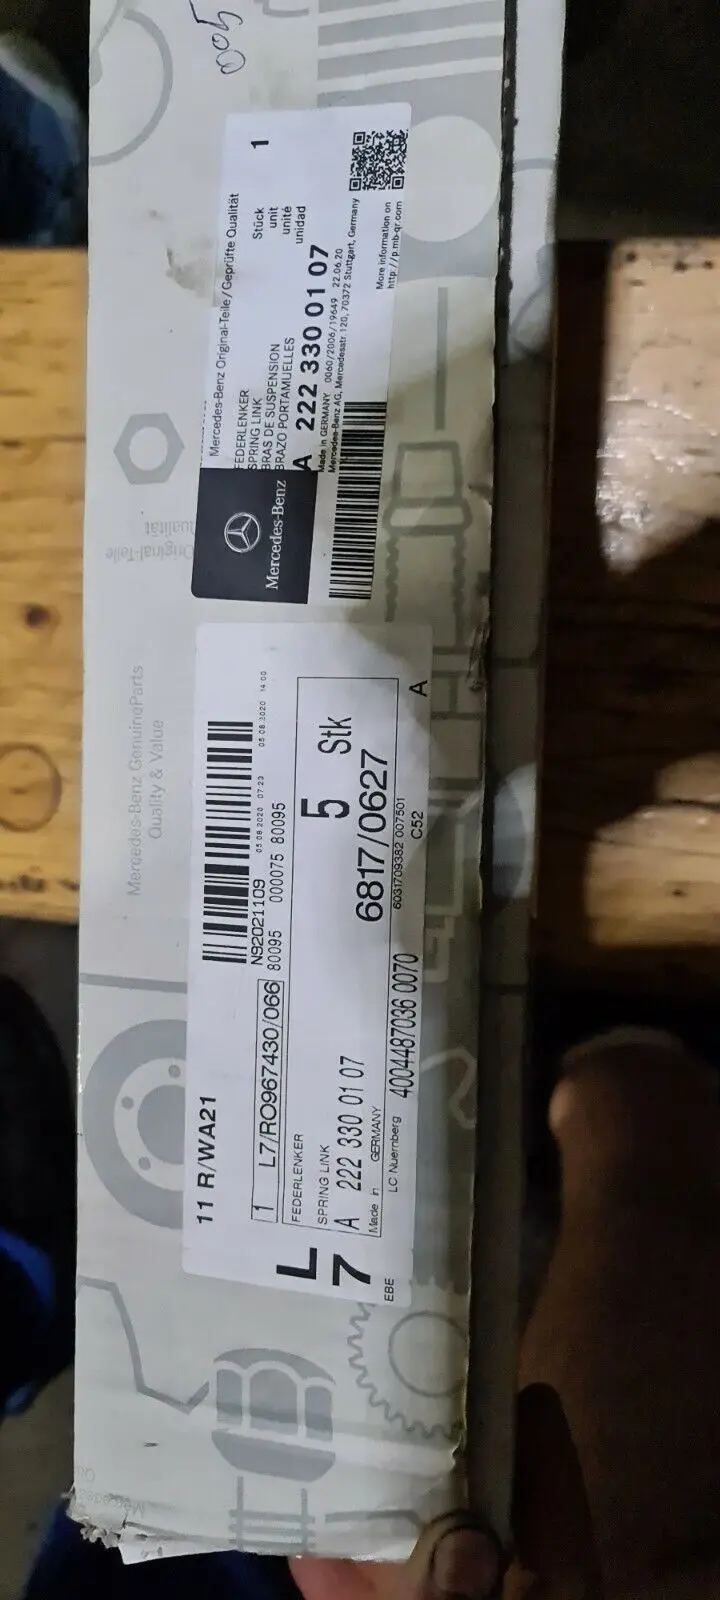 005
Mercedes-Benz Original-Teile/Geprüfte Qualität
FEDERLENKER
SPRING LINK
BRAS DE SUSPENSION
BRAZO PORTAMUELLES
Stück
unit
unité
unidad
1
A 222 330 01 07
Made in GERMANY 0060/2006/19649 22.06.20
Mercedes-Benz AG, Mercedesstr. 120, 70372 Stuttgart, Germany
More information on
http://p.mb-qr.com
Mercedes-Benz
Original-Teile
Qualität
Mercedes-Benz GenuineParts
Quality & Value
11 R/WA21
N92021109 05 08 2020 07 23 05 08 2020 14 00
1 L7/RO967430/066 80095 000075 80095
FEDERLENKER
SPRING LINK
5 Stk
A 222 330 01 07
6817/0627
Made in GERMANY
LC Nuernberg 4004487036 0070 6031709382 007501
C52
A
L
7
EBE